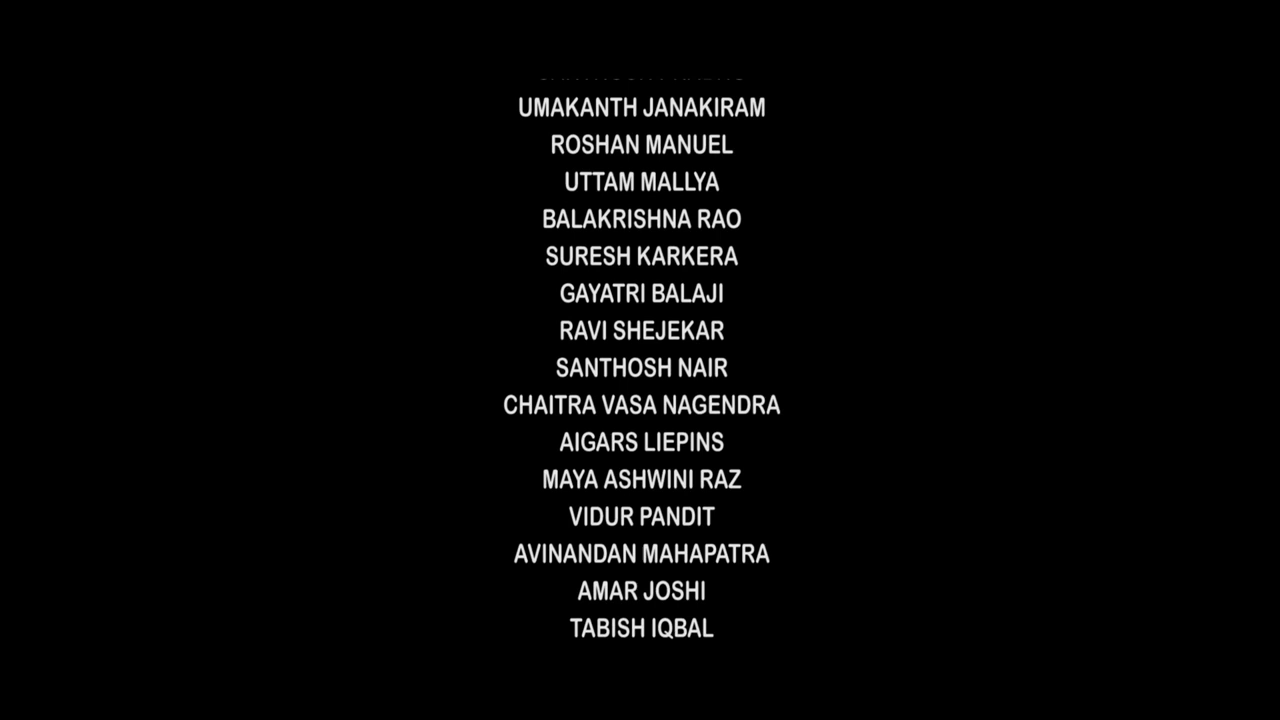 UMAKANTH JANAKIRAM
ROSHAN MANUEL
UTTAM MALLYA
BALAKRISHNA RAO
SURESH KARKERA
GAYATRI BALAJI
RAVI SHEJEKAR
SANTHOSH NAIR
CHAITRA VASA NAGENDRA
AIGARS LIEPINS
MAYA ASHWINI RAZ
VIDUR PANDIT
AVINANDAN MAHAPATRA
AMAR JOSHI
TABISH IQBAL